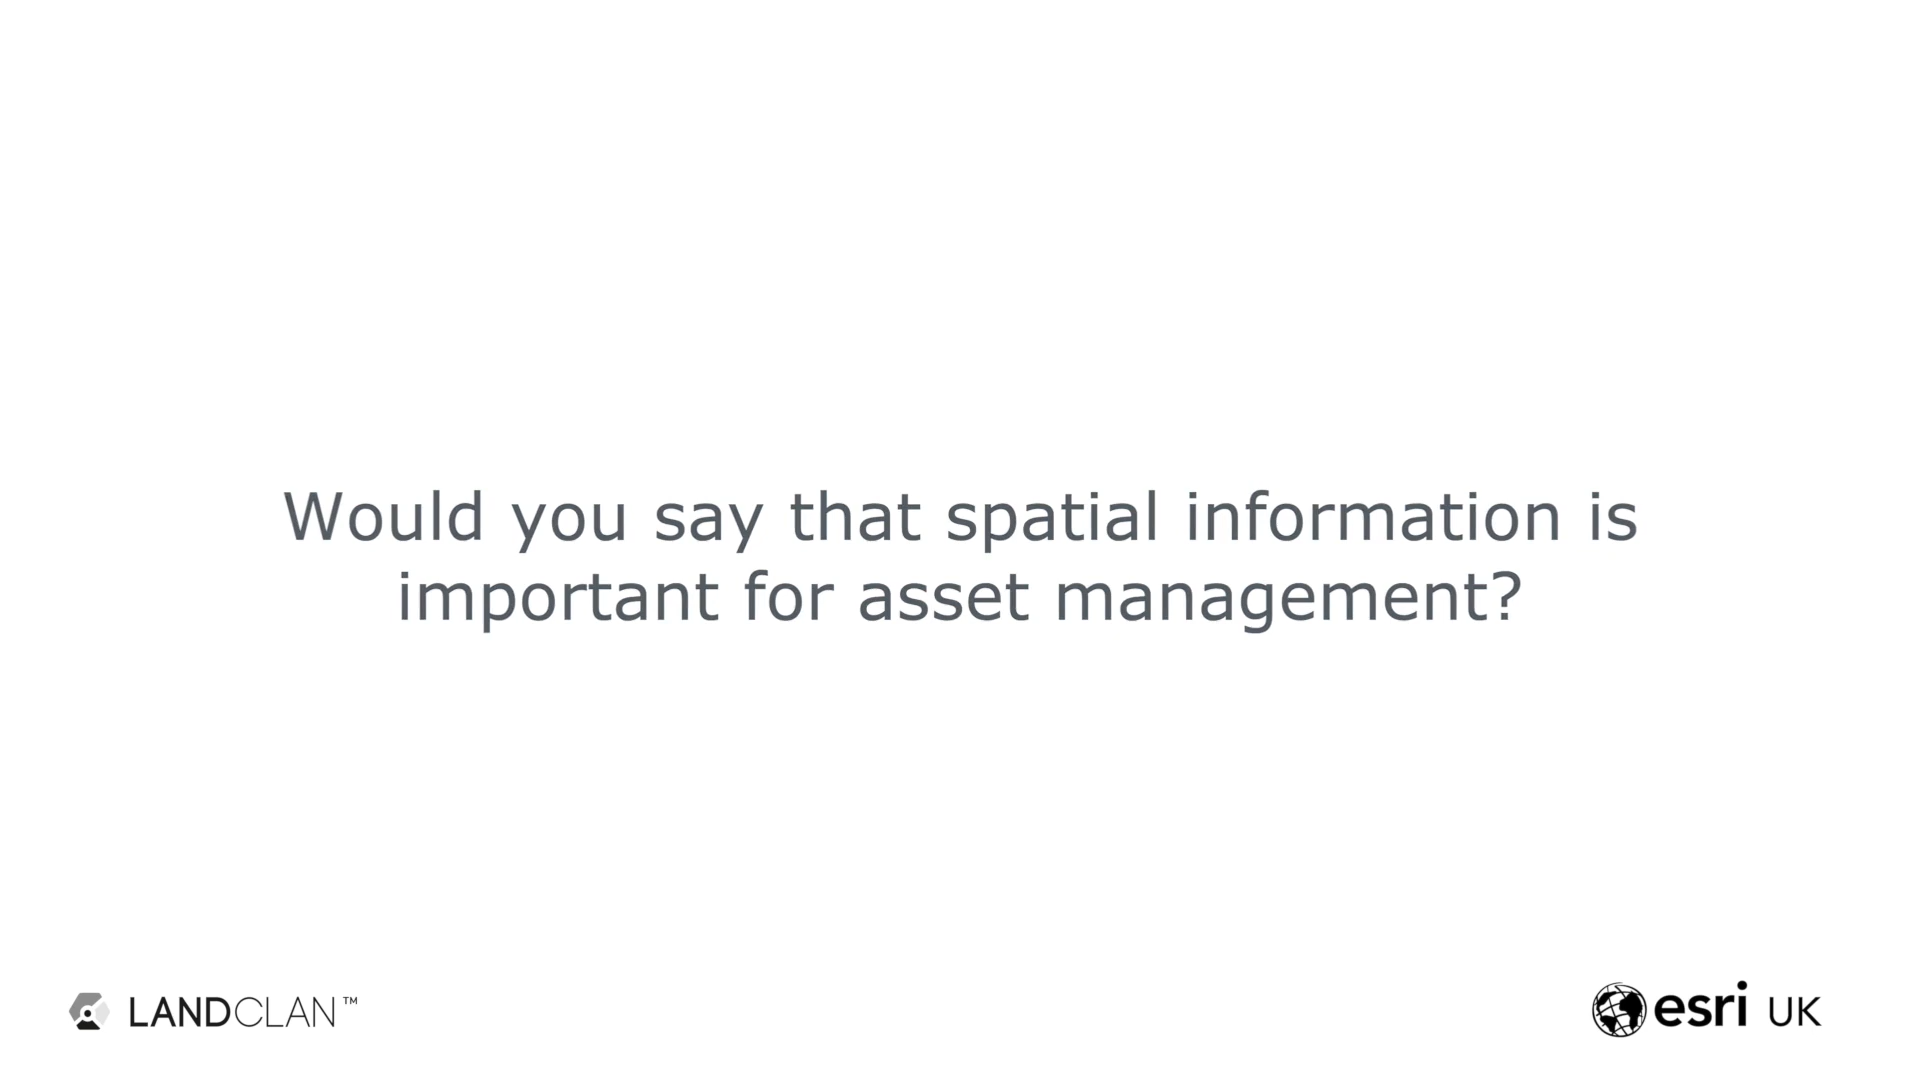 Would you say that spatial information is
important for asset management?
LANDCLAN™
esri UK